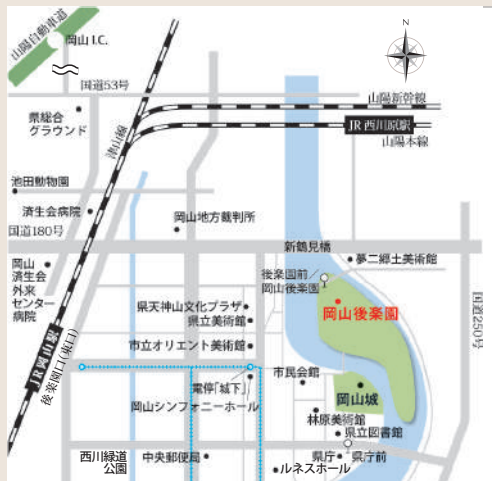 山陽自動車道
岡山I.C.
N
国道53号
山陽新幹線
県総合
グラウンド
津山線
JR西川原駅
山陽本線
池田動物園
済生会病院
岡山地方裁判所
国道180号
新鶴見橋
夢二郷土美術館
岡山
済生会
外来
センター
病院
後楽園前／
岡山後楽園
県天神山文化プラザ
県立美術館
岡山後楽園
国道250号
JR岡山駅
後楽園口(東口)
市立オリエント美術館
市民会館
電停「城下」
岡山シンフォニーホール
岡山城
林原美術館
県立図書館
西川緑道
公園
中央郵便局
県庁
県庁前
ルネスホール